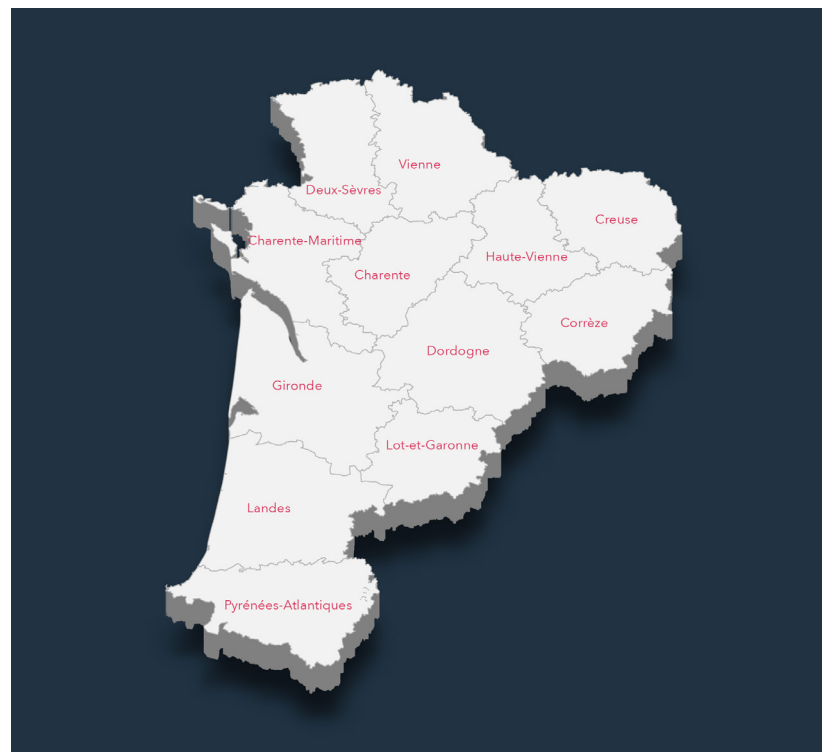 Vienne
Deux-Sèvres
Creuse
Charente-Maritime
Haute-Vienne
Charente
Corrèze
Dordogne
Gironde
Lot-et-Garonne
Landes
Pyrénées-Atlantiques